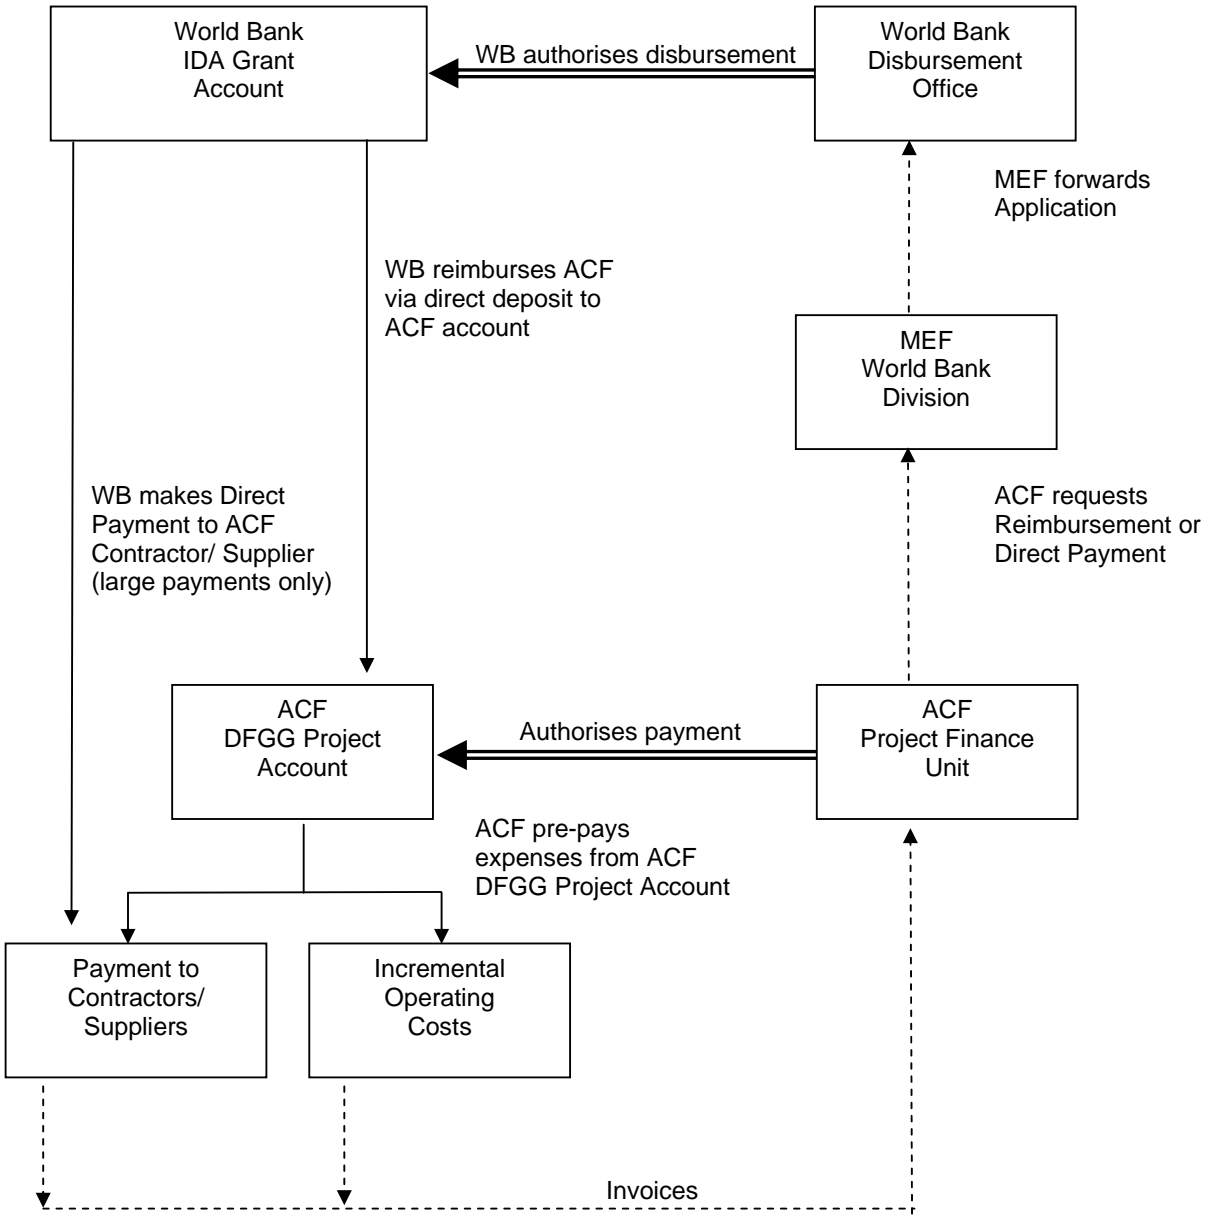 World Bank
IDA Grant
Account
WB authorises disbursement
World Bank
Disbursement
Office
MEF forwards
Application
WB reimburses ACF
via direct deposit to
ACF account
MEF
World Bank
Division
WB makes Direct
Payment to ACF
Contractor/ Supplier
(large payments only)
ACF requests
Reimbursement or
Direct Payment
ACF
DFGG Project
Account
Authorises payment
ACF
Project Finance
Unit
ACF pre-pays
expenses from ACF
DFGG Project Account
Payment to
Contractors/
Suppliers
Incremental
Operating
Costs
Invoices